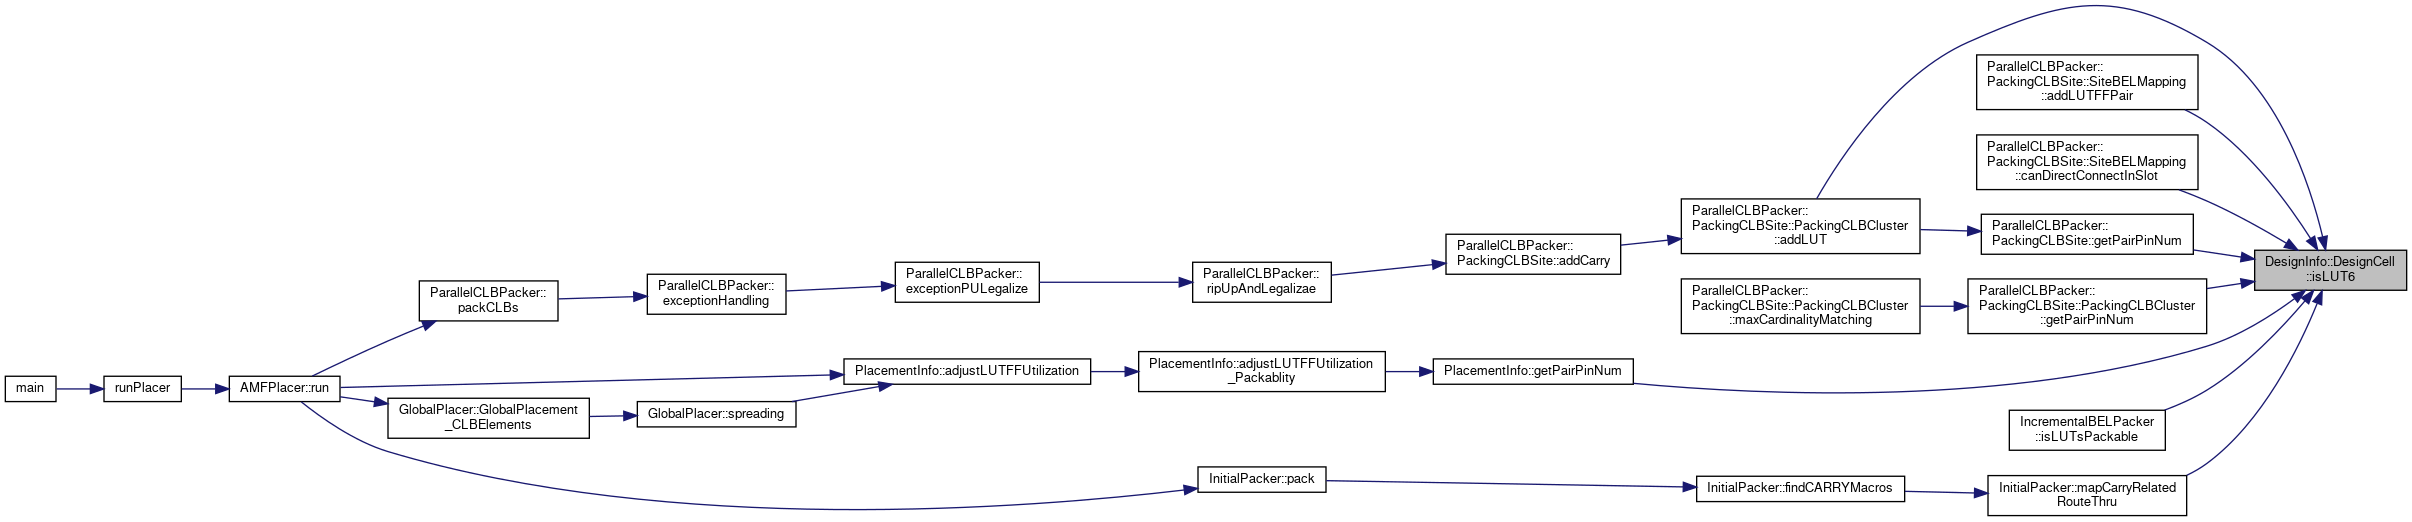 main
runPlacer
AMFPlacer::run
ParallelCLBPacker::
packCLBs
GlobalPlacer::GlobalPlacement
_CLBElements
ParallelCLBPacker::
exceptionHandling
GlobalPlacer::spreading
PlacementInfo::adjustLUTFFUtilization
ParallelCLBPacker::
exceptionPULegalize
PlacementInfo::adjustLUTFFUtilization
_Packablity
ParallelCLBPacker::
ripUpAndLegalizae
InitialPacker::pack
ParallelCLBPacker::
PackingCLBSite::addCarry
PlacementInfo::getPairPinNum
ParallelCLBPacker::
PackingCLBSite::PackingCLBCluster
::addLUT
ParallelCLBPacker::
PackingCLBSite::PackingCLBCluster
::maxCardinalityMatching
InitialPacker::findCARRYMacros
ParallelCLBPacker::
PackingCLBSite::SiteBELMapping
::addLUTFFPair
ParallelCLBPacker::
PackingCLBSite::SiteBELMapping
::canDirectConnectInSlot
ParallelCLBPacker::
PackingCLBSite::getPairPinNum
ParallelCLBPacker::
PackingCLBSite::PackingCLBCluster
::getPairPinNum
IncrementalBELPacker
::isLUTsPackable
InitialPacker::mapCarryRelated
RouteThru
DesignInfo::DesignCell
::isLUT6